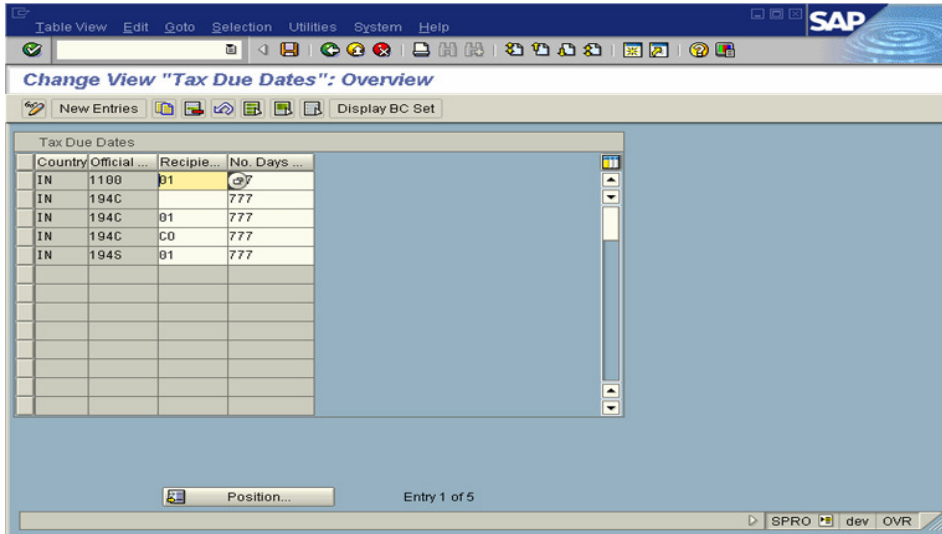 Table View Edit Goto Selection Utilities System Help
SAP
Change View "Tax Due Dates": Overview
New Entries Display BC Set
Tax Due Dates
Country Official ... Recipie... No. Days ...
IN 1100 01 7
IN 194C 777
IN 194C 01 777
IN 194C CO 777
IN 194S 01 777
Position... Entry 1 of 5
SPRO dev OVR